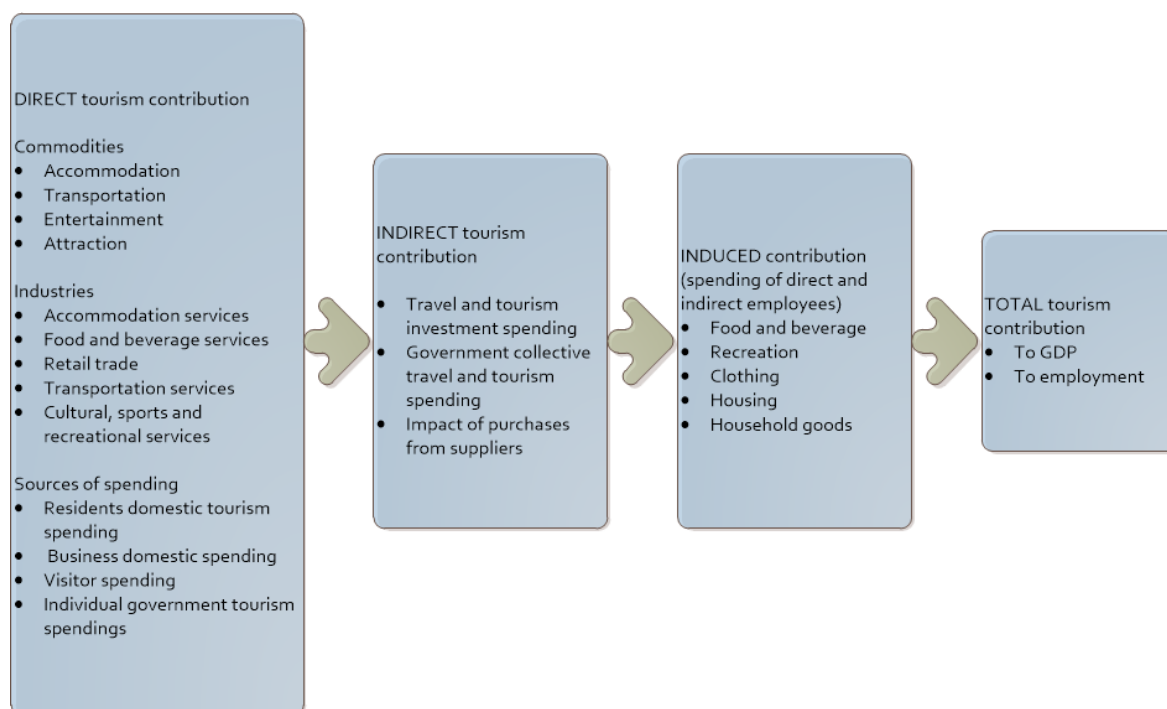 DIRECT tourism contribution
Commodities
• Accommodation
• Transportation
• Entertainment
• Attraction
Industries
• Accommodation services
• Food and beverage services
• Retail trade
• Transportation services
• Cultural, sports and
recreational services
Sources of spending
• Residents domestic tourism
spending
• Business domestic spending
• Visitor spending
• Individual government tourism
spendings
INDIRECT tourism
contribution
• Travel and tourism
investment spending
• Government collective
travel and tourism
spending
• Impact of purchases
from suppliers
INDUCED contribution
(spending of direct and
indirect employees)
• Food and beverage
• Recreation
• Clothing
• Housing
• Household goods
TOTAL tourism
contribution
• To GDP
• To employment